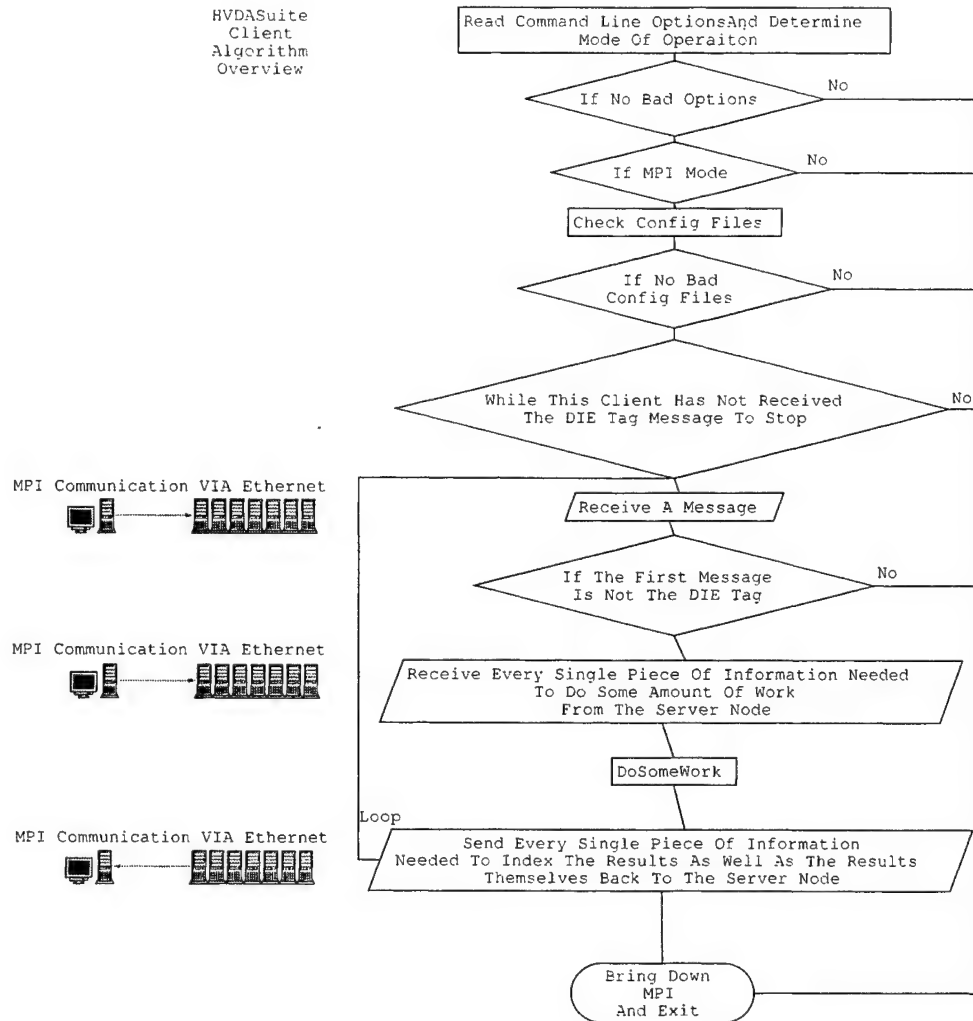 HVDASuite
Client
Algorithm
Overview
Read Command Line OptionsAnd Determine
Mode Of Operaiton
If No Bad Options
No
If MPI Mode
No
Check Config Files
If No Bad
Config Files
No
While This Client Has Not Received
The DIE Tag Message To Stop
No
MPI Communication VIA Ethernet
Receive A Message
If The First Message
Is Not The DIE Tag
No
MPI Communication VIA Ethernet
Receive Every Single Piece Of Information Needed
To Do Some Amount Of Work
From The Server Node
DoSomeWork
Loop
MPI Communication VIA Ethernet
Send Every Single Piece Of Information
Needed To Index The Results As Well As The Results
Themselves Back To The Server Node
Bring Down
MPI
And Exit